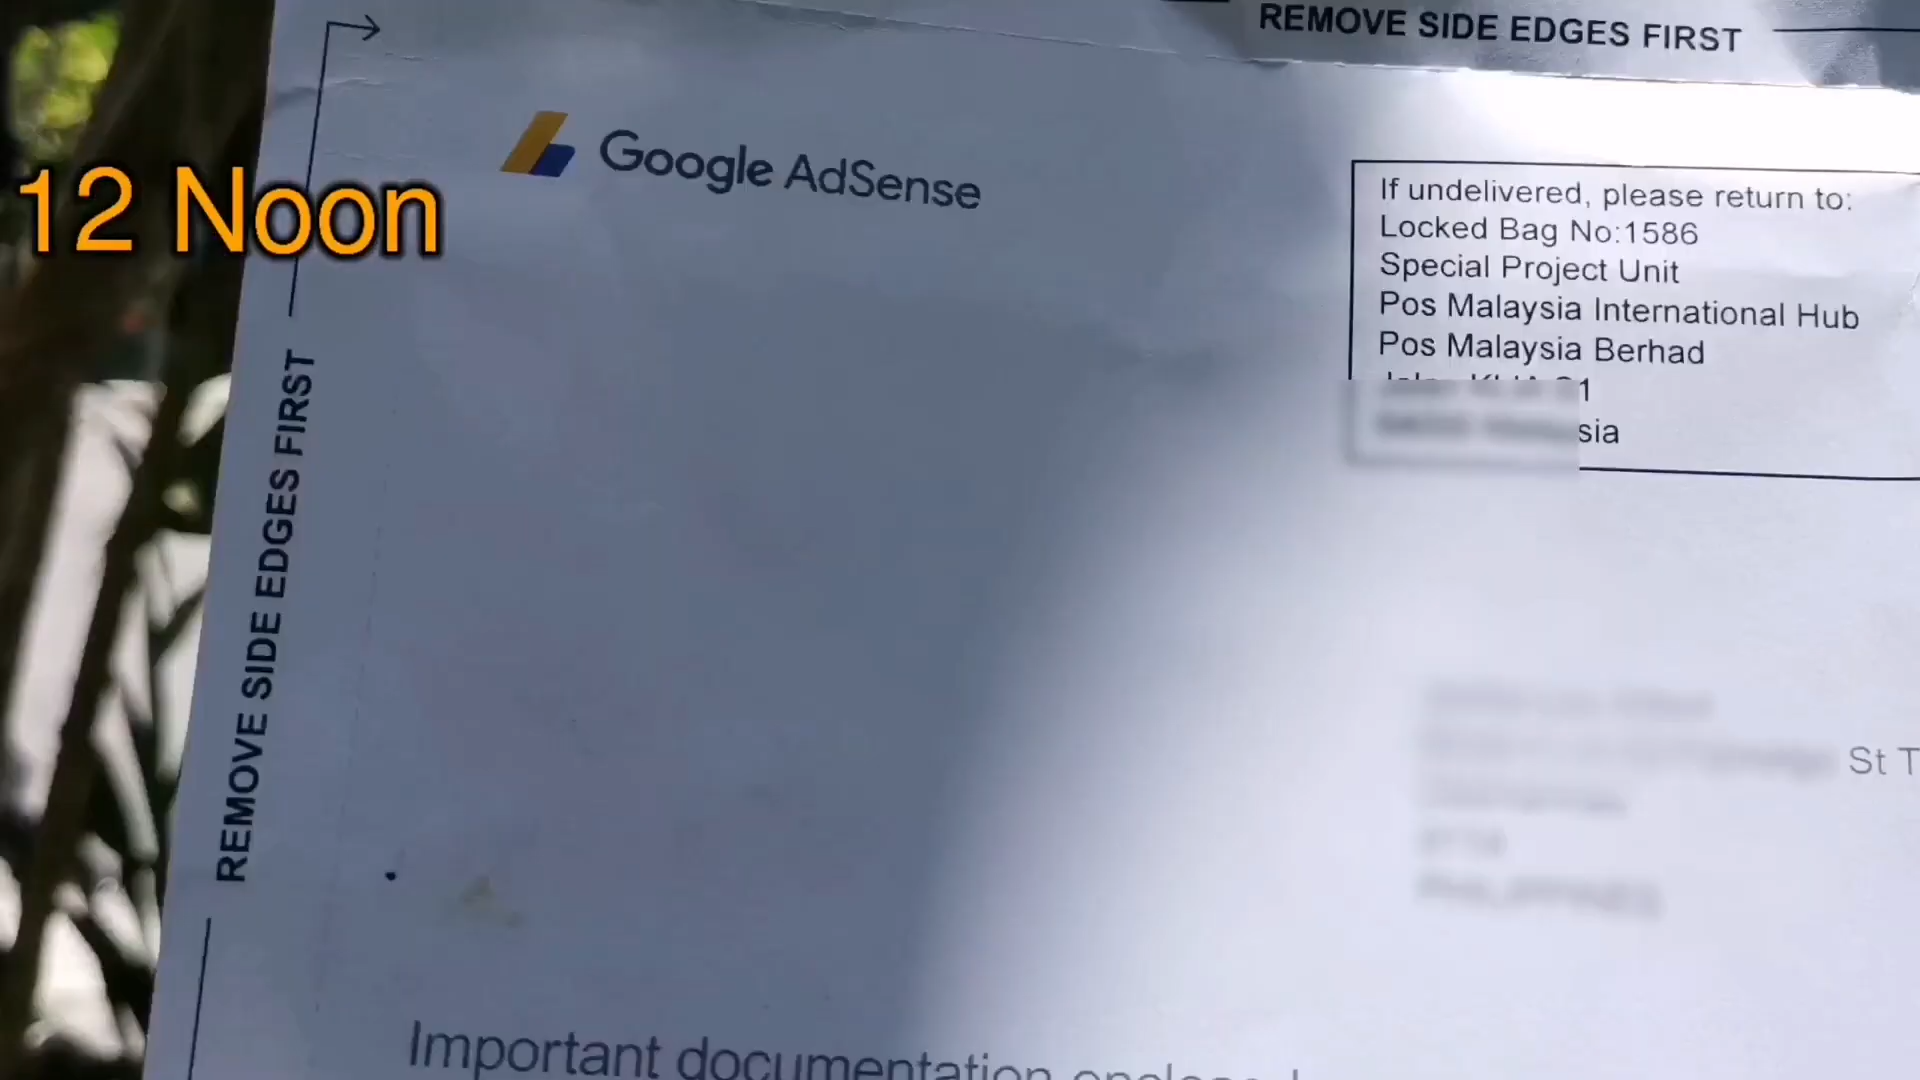 REMOVE SIDE EDGES FIRST
Google AdSense
12 Noon
If undelivered, please return to:
Locked Bag No:1586
Special Project Unit
Pos Malaysia International Hub
Pos Malaysia Berhad
REMOVE SIDE EDGES FIRST
St T
Important documentation